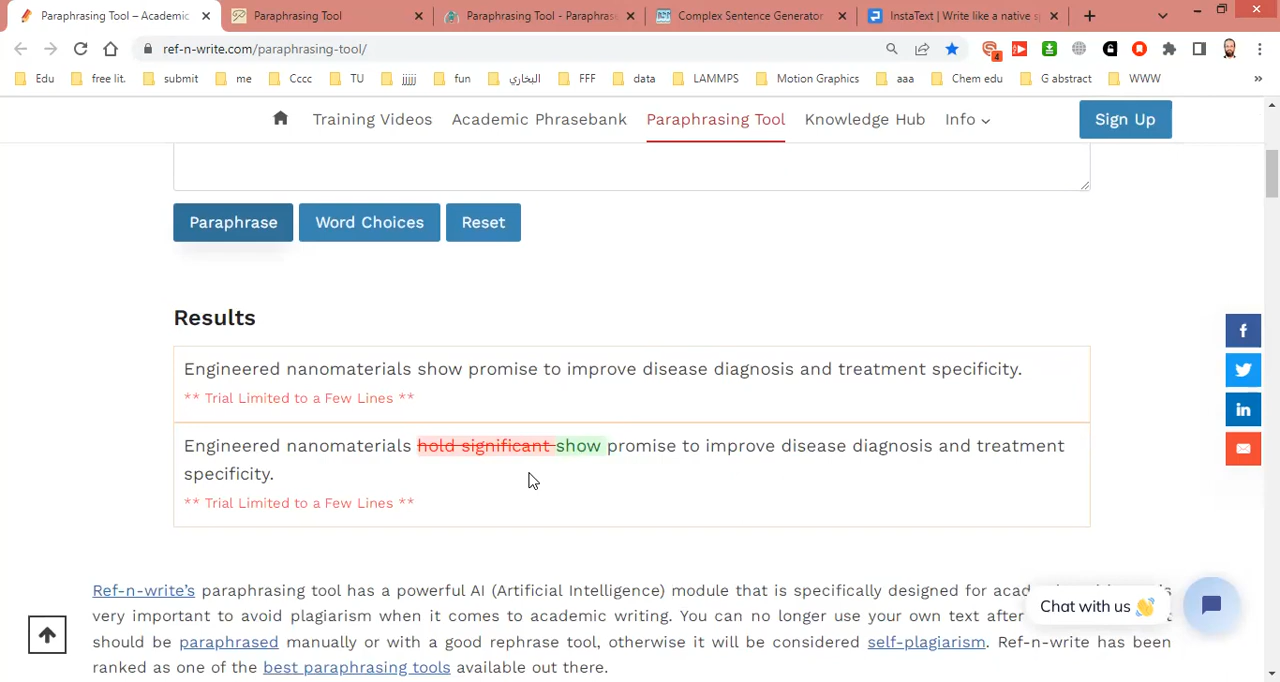 Paraphrasing Tool – Academic
Paraphrasing Tool
Paraphrasing Tool - Paraphrase
Complex Sentence Generator
InstaText | Write like a native s
ref-n-write.com/paraphrasing-tool/
4
Edu free lit. submit me Cccc TU jjjjj fun البخاري FFF data LAMMPS Motion Graphics aaa Chem edu G abstract WWW »
Training Videos Academic Phrasebank Paraphrasing Tool Knowledge Hub Info Sign Up
Paraphrase Word Choices Reset
Results
Engineered nanomaterials show promise to improve disease diagnosis and treatment specificity.
** Trial Limited to a Few Lines **
Engineered nanomaterials hold significant show promise to improve disease diagnosis and treatment
specificity.
** Trial Limited to a Few Lines **
Ref-n-write's paraphrasing tool has a powerful AI (Artificial Intelligence) module that is specifically designed for
very important to avoid plagiarism when it comes to academic writing. You can no longer use your own text after
Chat with us 👋
should be paraphrased manually or with a good rephrase tool, otherwise it will be considered self-plagiarism. Ref-n-write has been
ranked as one of the best paraphrasing tools available out there.